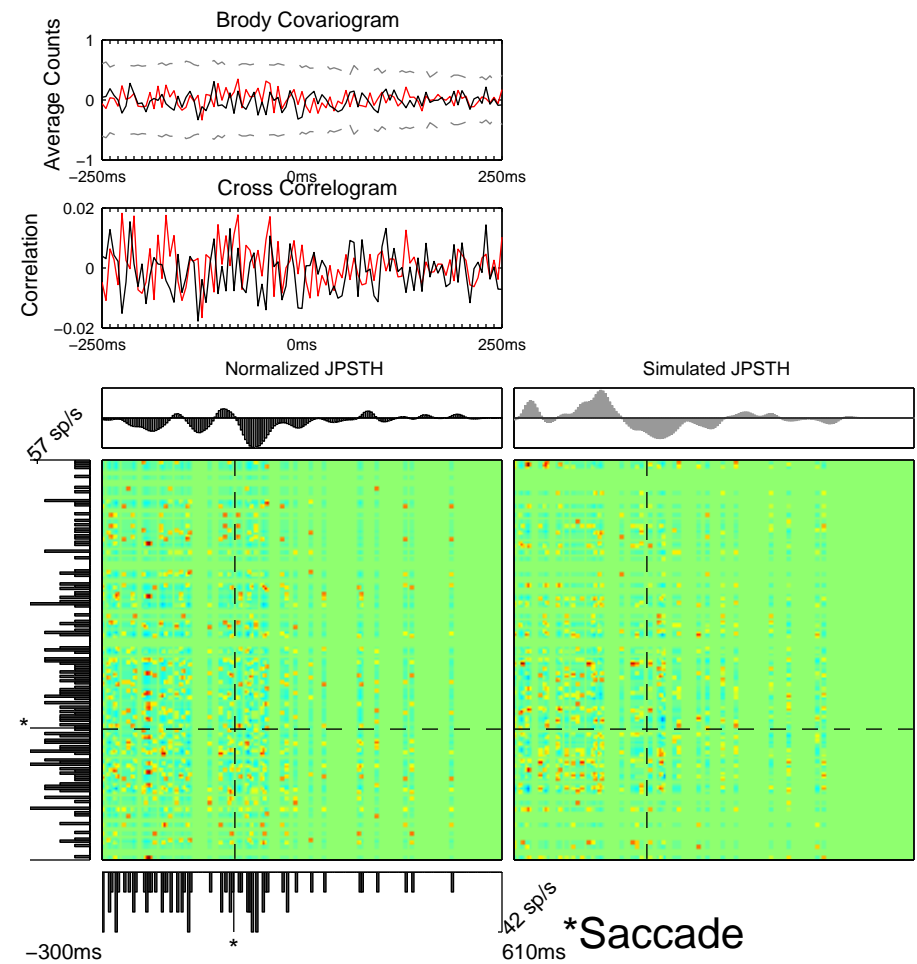 Brody Covariogram
Average Counts
1
0
−1
−250ms
0ms
250ms
Cross Correlogram
Correlation
0.02
0
−0.02
−250ms
0ms
250ms
Normalized JPSTH
Simulated JPSTH
57 sp/s
*
*
42 sp/s
*Saccade
−300ms
610ms